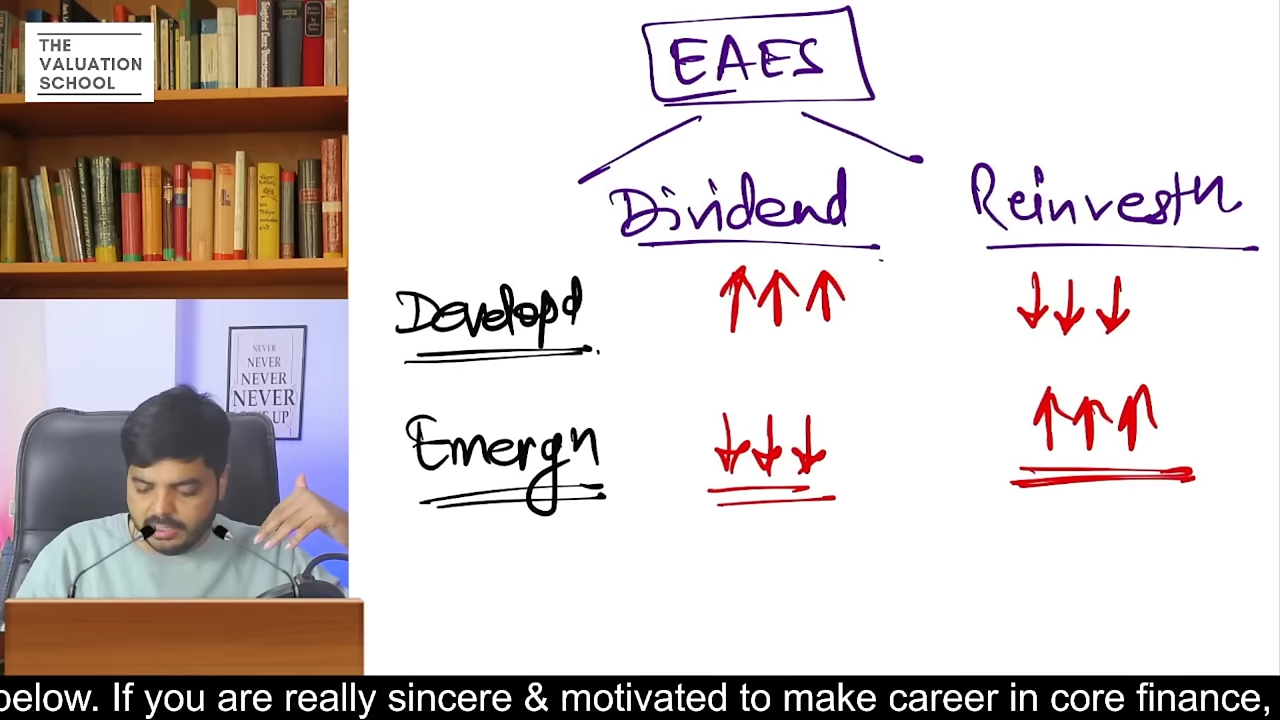 THE
VALUATION
SCHOOL
EAES
Dividend Reinvestn
Developd
Emergn
NEVER
NEVER
NEVER
NEVER
UP
below. If you are really sincere & motivated to make career in core finance,